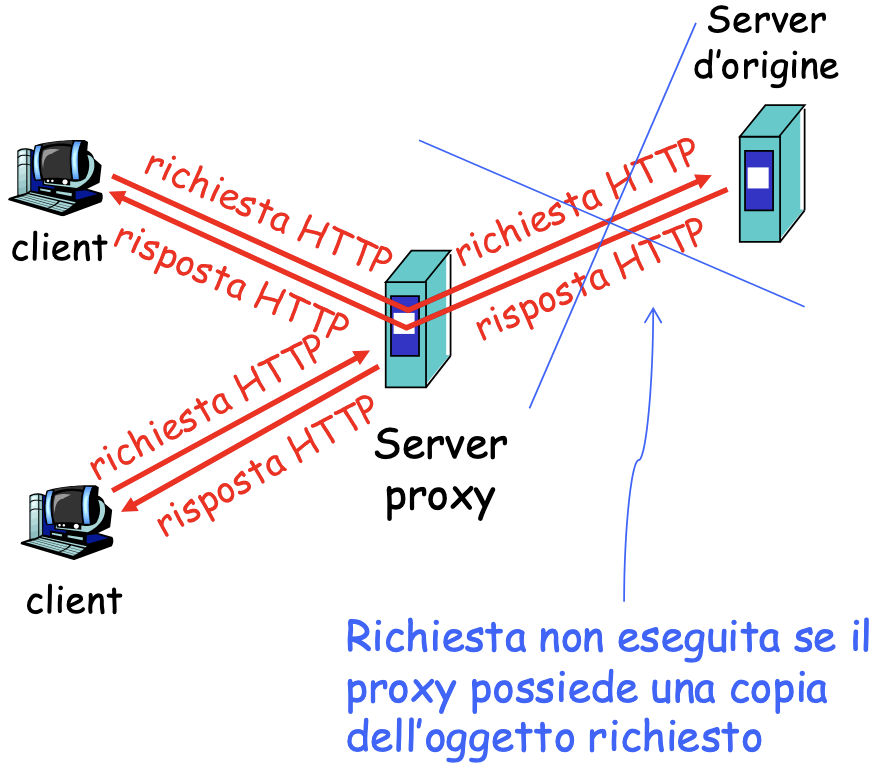 Server
d'origine
richiesta HTTP
risposta HTTP
client
richiesta HTTP
risposta HTTP
richiesta HTTP
risposta HTTP
Server
proxy
client
Richiesta non eseguita se il
proxy possiede una copia
dell'oggetto richiesto